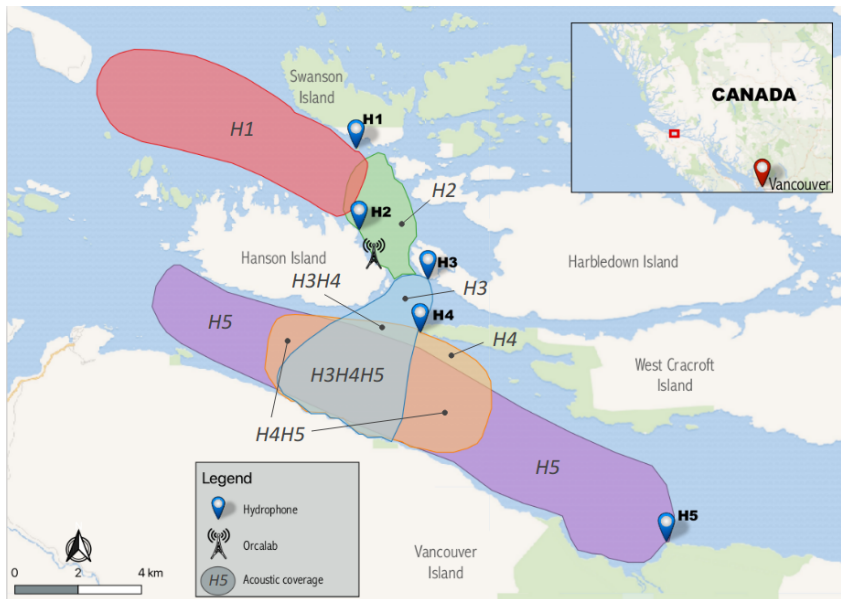 Swanson
Island
H1
H1
CANADA
Vancouver
H2
H2
Hanson Island
H3
Harbledown Island
H3H4
H3
H5
H4
H4
West Cracroft
Island
H3H4H5
H4H5
H5
Legend
Hydrophone
Orcalab
H5 Acoustic coverage
H5
Vancouver
Island
0 2 4 km